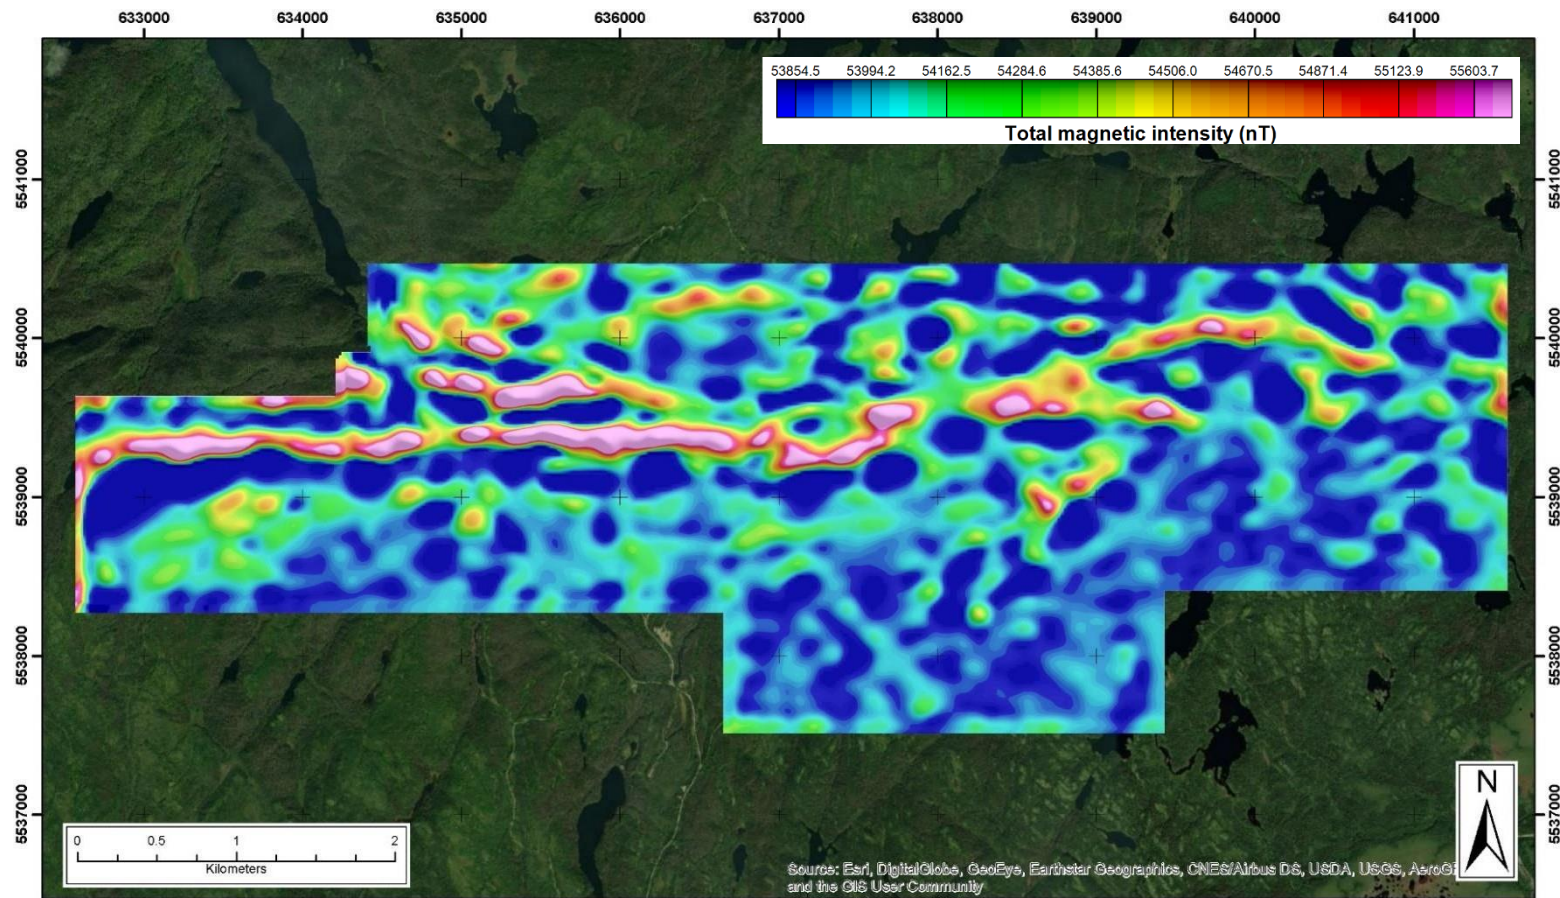 633000 634000 635000 636000 637000 638000 639000 640000 641000
53854.5 53994.2 54162.5 54284.6 54385.6 54506.0 54670.5 54871.4 55123.9 55603.7
Total magnetic intensity (nT)
5541000 5541000
5540000 5540000
5539000 5539000
5538000 5538000
5537000 5537000
N
0 0.5 1 2
Kilometers
Source: Esri, DigitalGlobe, GeoEye, Earthstar Geographics, CNES/Airbus DS, USDA, USGS,
and the GIS User Community